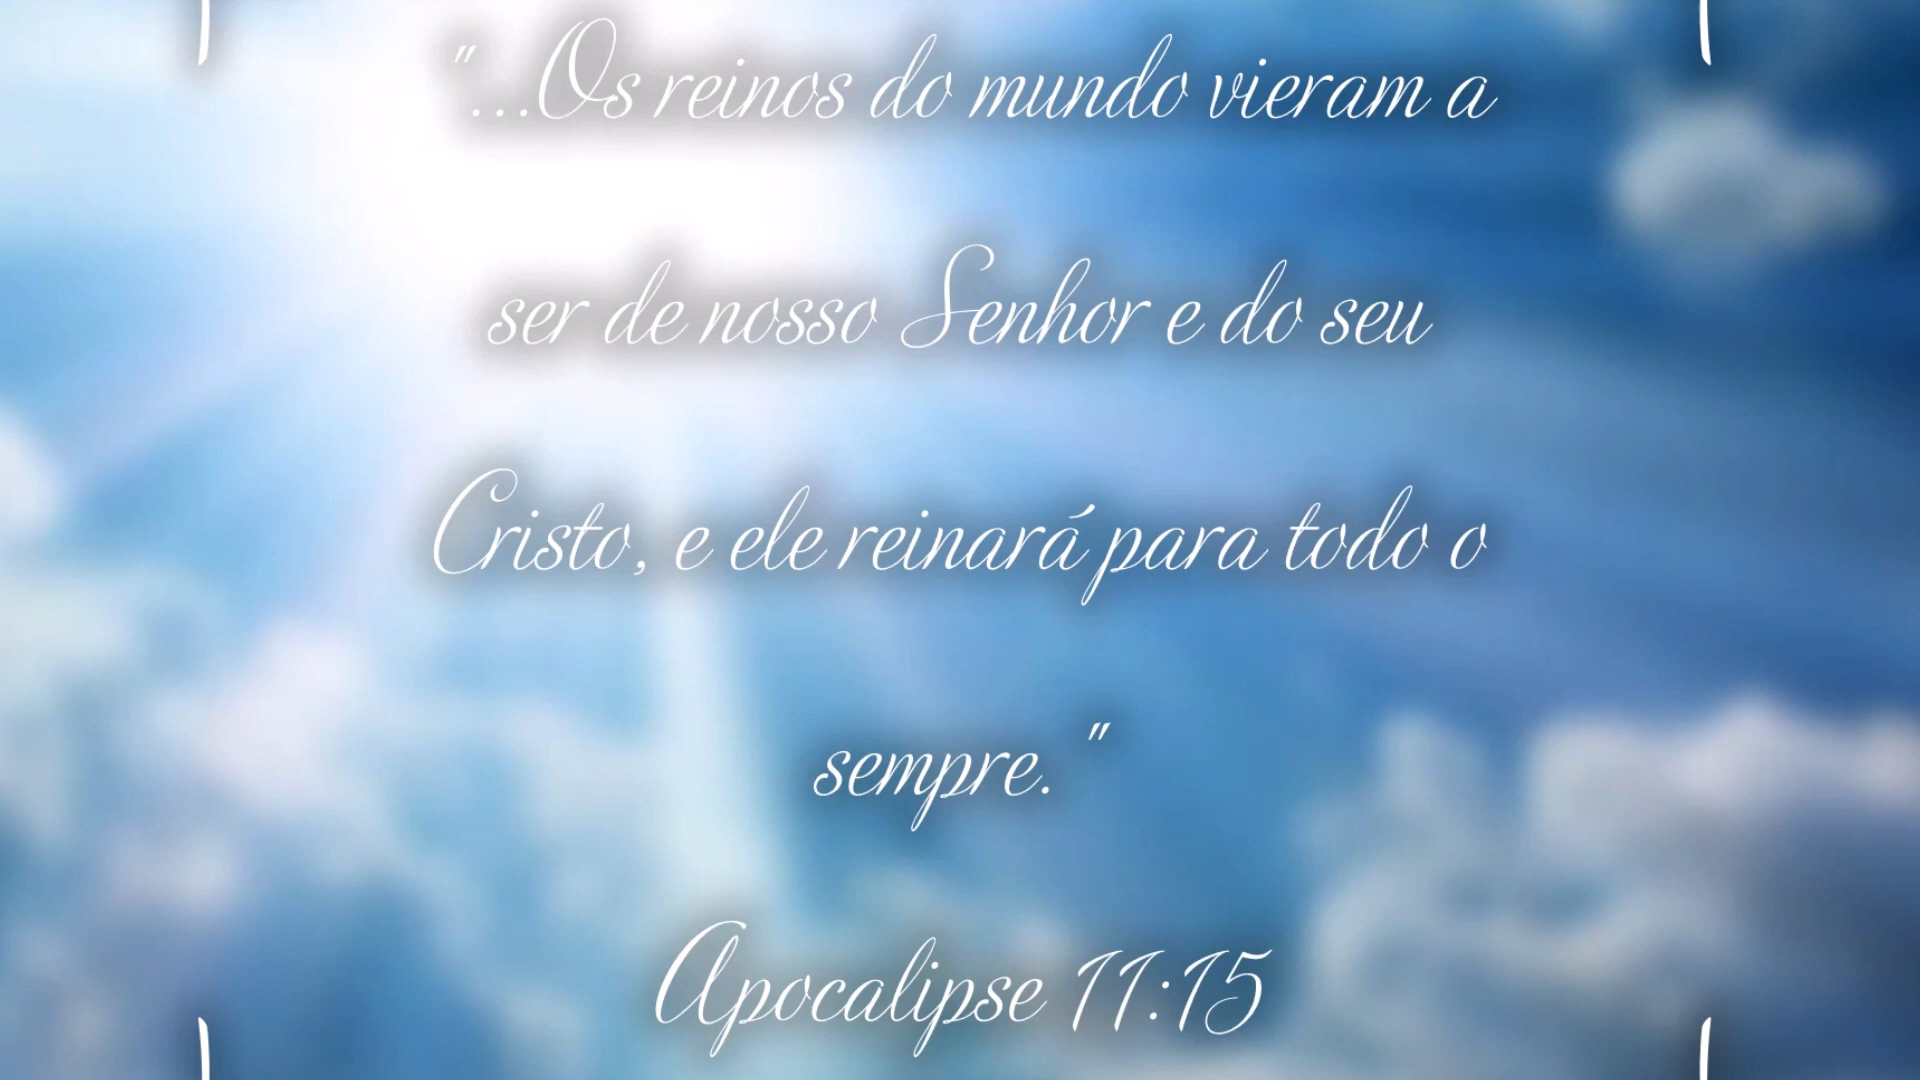 "...Os reinos do mundo vieram a
ser de nosso Senhor e do seu
Cristo, e ele reinará para todo o
sempre. "
Apocalipse 11:15